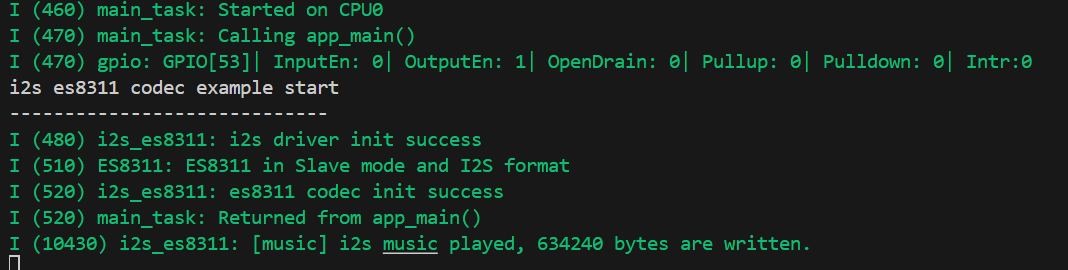 I (460) main_task: Started on CPU0
I (470) main_task: Calling app_main()
I (470) gpio: GPIO[53]| InputEn: 0| OutputEn: 1| OpenDrain: 0| Pullup: 0| Pulldown: 0| Intr:0
i2s es8311 codec example start
-----------------------------
I (480) i2s_es8311: i2s driver init success
I (510) ES8311: ES8311 in Slave mode and I2S format
I (520) i2s_es8311: es8311 codec init success
I (520) main_task: Returned from app_main()
I (10430) i2s_es8311: [music] i2s music played, 634240 bytes are written.